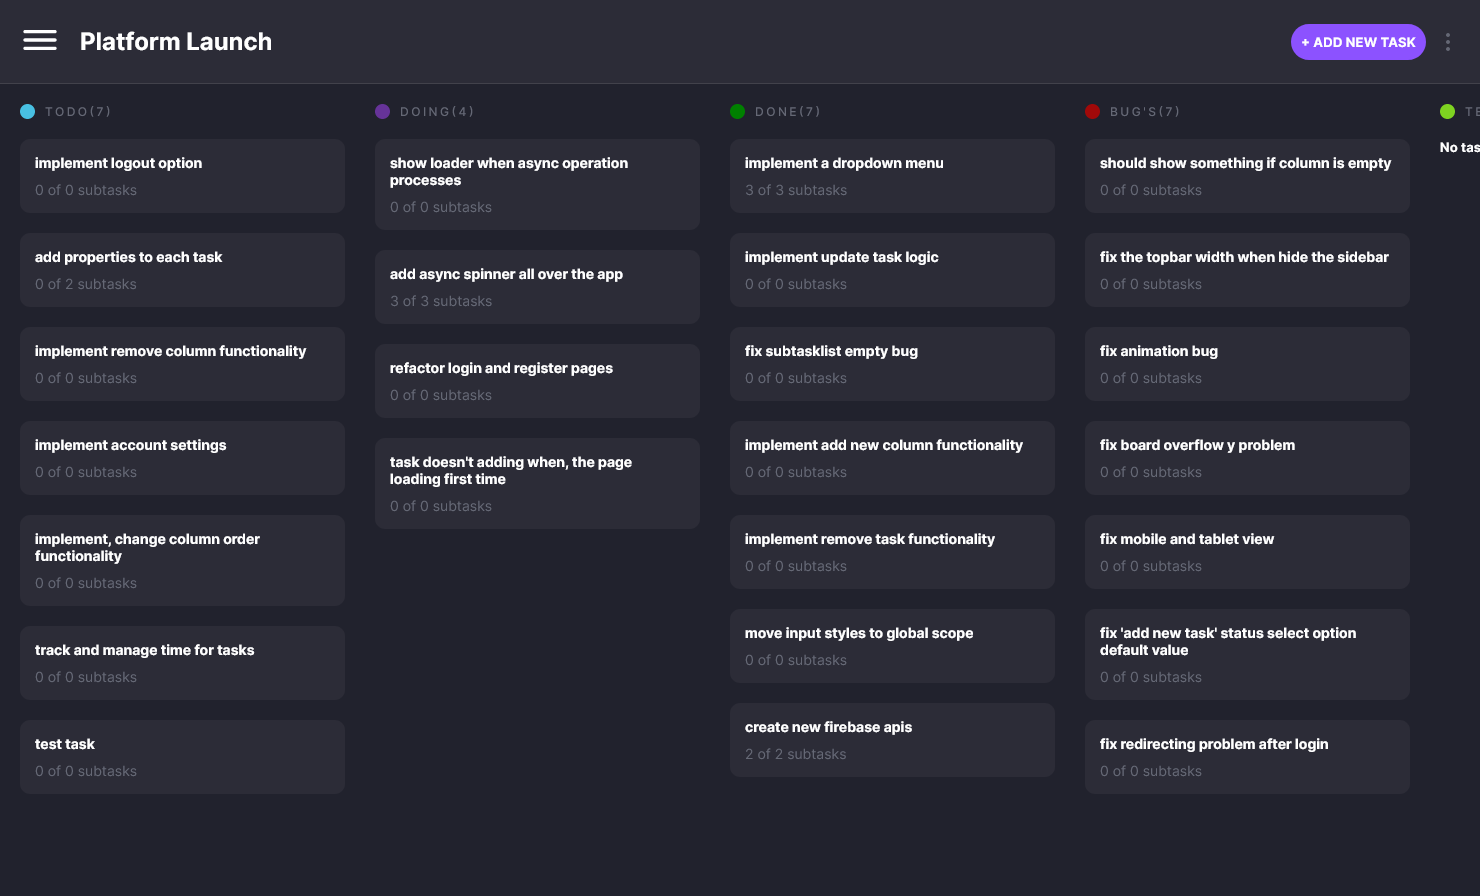 Platform Launch
+ ADD NEW TASK
TODO(7)
implement logout option
0 of 0 subtasks
add properties to each task
0 of 2 subtasks
implement remove column functionality
0 of 0 subtasks
implement account settings
0 of 0 subtasks
implement, change column order
functionality
0 of 0 subtasks
track and manage time for tasks
0 of 0 subtasks
test task
0 of 0 subtasks
DOING(4)
show loader when async operation
processes
0 of 0 subtasks
add async spinner all over the app
3 of 3 subtasks
refactor login and register pages
0 of 0 subtasks
task doesn't adding when, the page
loading first time
0 of 0 subtasks
DONE(7)
implement a dropdown menu
3 of 3 subtasks
implement update task logic
0 of 0 subtasks
fix subtasklist empty bug
0 of 0 subtasks
implement add new column functionality
0 of 0 subtasks
implement remove task functionality
0 of 0 subtasks
move input styles to global scope
0 of 0 subtasks
create new firebase apis
2 of 2 subtasks
BUG'S(7)
should show something if column is empty
0 of 0 subtasks
fix the topbar width when hide the sidebar
0 of 0 subtasks
fix animation bug
0 of 0 subtasks
fix board overflow y problem
0 of 0 subtasks
fix mobile and tablet view
0 of 0 subtasks
fix 'add new task' status select option
default value
0 of 0 subtasks
fix redirecting problem after login
0 of 0 subtasks
No